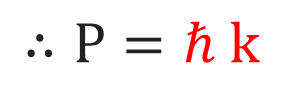 ∴ P = ℏ k